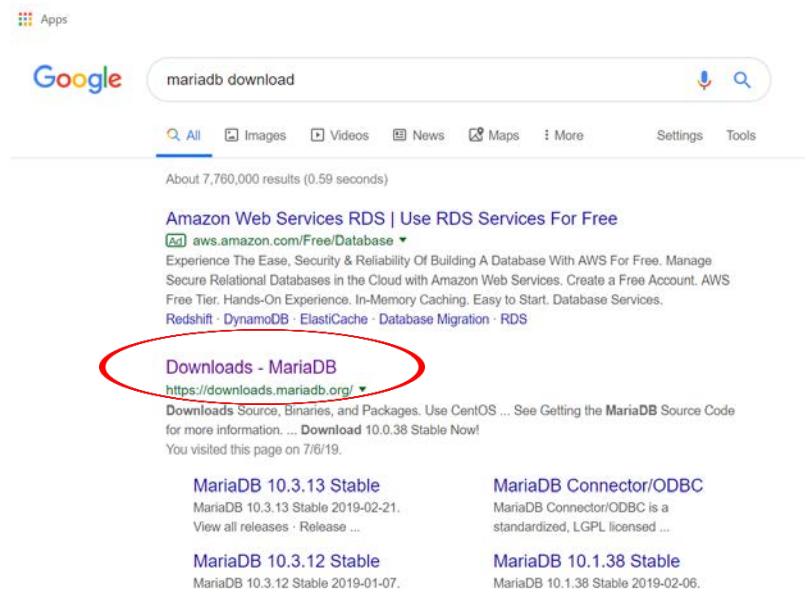 Apps
Google
mariadb download
All Images Videos News Maps More Settings Tools
About 7,760,000 results (0.59 seconds)
Amazon Web Services RDS | Use RDS Services For Free
Ad aws.amazon.com/Free/Database
Experience The Ease, Security & Reliability Of Building A Database With AWS For Free. Manage
Secure Relational Databases in the Cloud with Amazon Web Services. Create a Free Account. AWS
Free Tier. Hands-On Experience. In-Memory Caching. Easy to Start. Database Services.
Redshift · DynamoDB · ElastiCache · Database Migration · RDS
Downloads - MariaDB
https://downloads.mariadb.org/
Downloads Source, Binaries, and Packages. Use CentOS ... See Getting the MariaDB Source Code
for more information. ... Download 10.0.38 Stable Now!
You visited this page on 7/6/19.
MariaDB 10.3.13 Stable
MariaDB 10.3.13 Stable 2019-02-21.
View all releases · Release ...
MariaDB Connector/ODBC
MariaDB Connector/ODBC is a
standardized, LGPL licensed ...
MariaDB 10.3.12 Stable
MariaDB 10.3.12 Stable 2019-01-07.
MariaDB 10.1.38 Stable
MariaDB 10.1.38 Stable 2019-02-06.